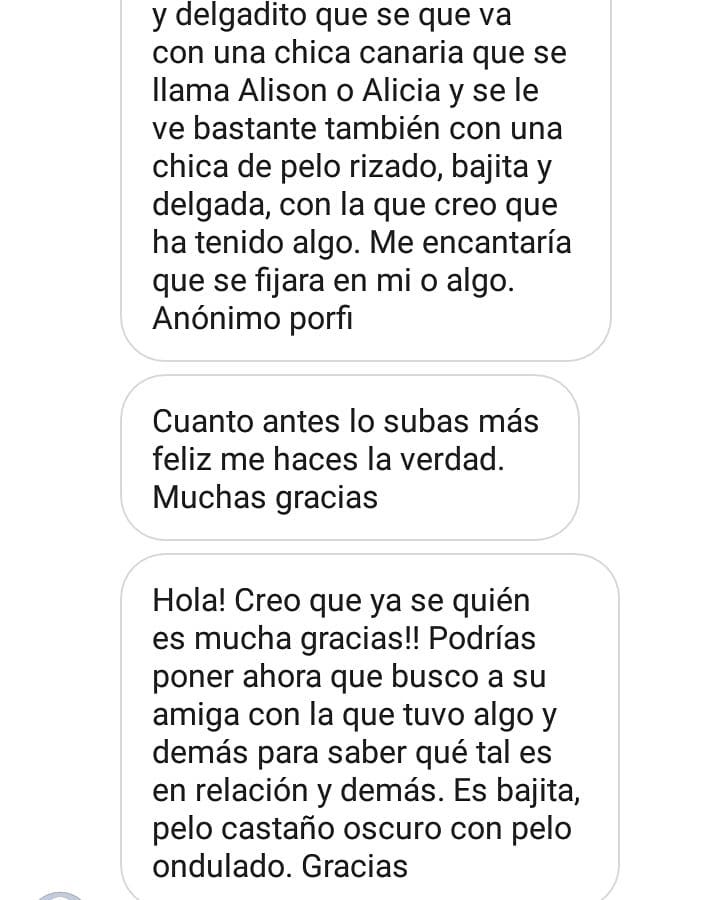 y delgadito que se que va
con una chica canaria que se
llama Alison o Alicia y se le
ve bastante también con una
chica de pelo rizado, bajita y
delgada, con la que creo que
ha tenido algo. Me encantaría
que se fijara en mi o algo.
Anónimo porfi
Cuanto antes lo subas más
feliz me haces la verdad.
Muchas gracias
Hola! Creo que ya se quién
es mucha gracias!! Podrías
poner ahora que busco a su
amiga con la que tuvo algo y
demás para saber qué tal es
en relación y demás. Es bajita,
pelo castaño oscuro con pelo
ondulado. Gracias